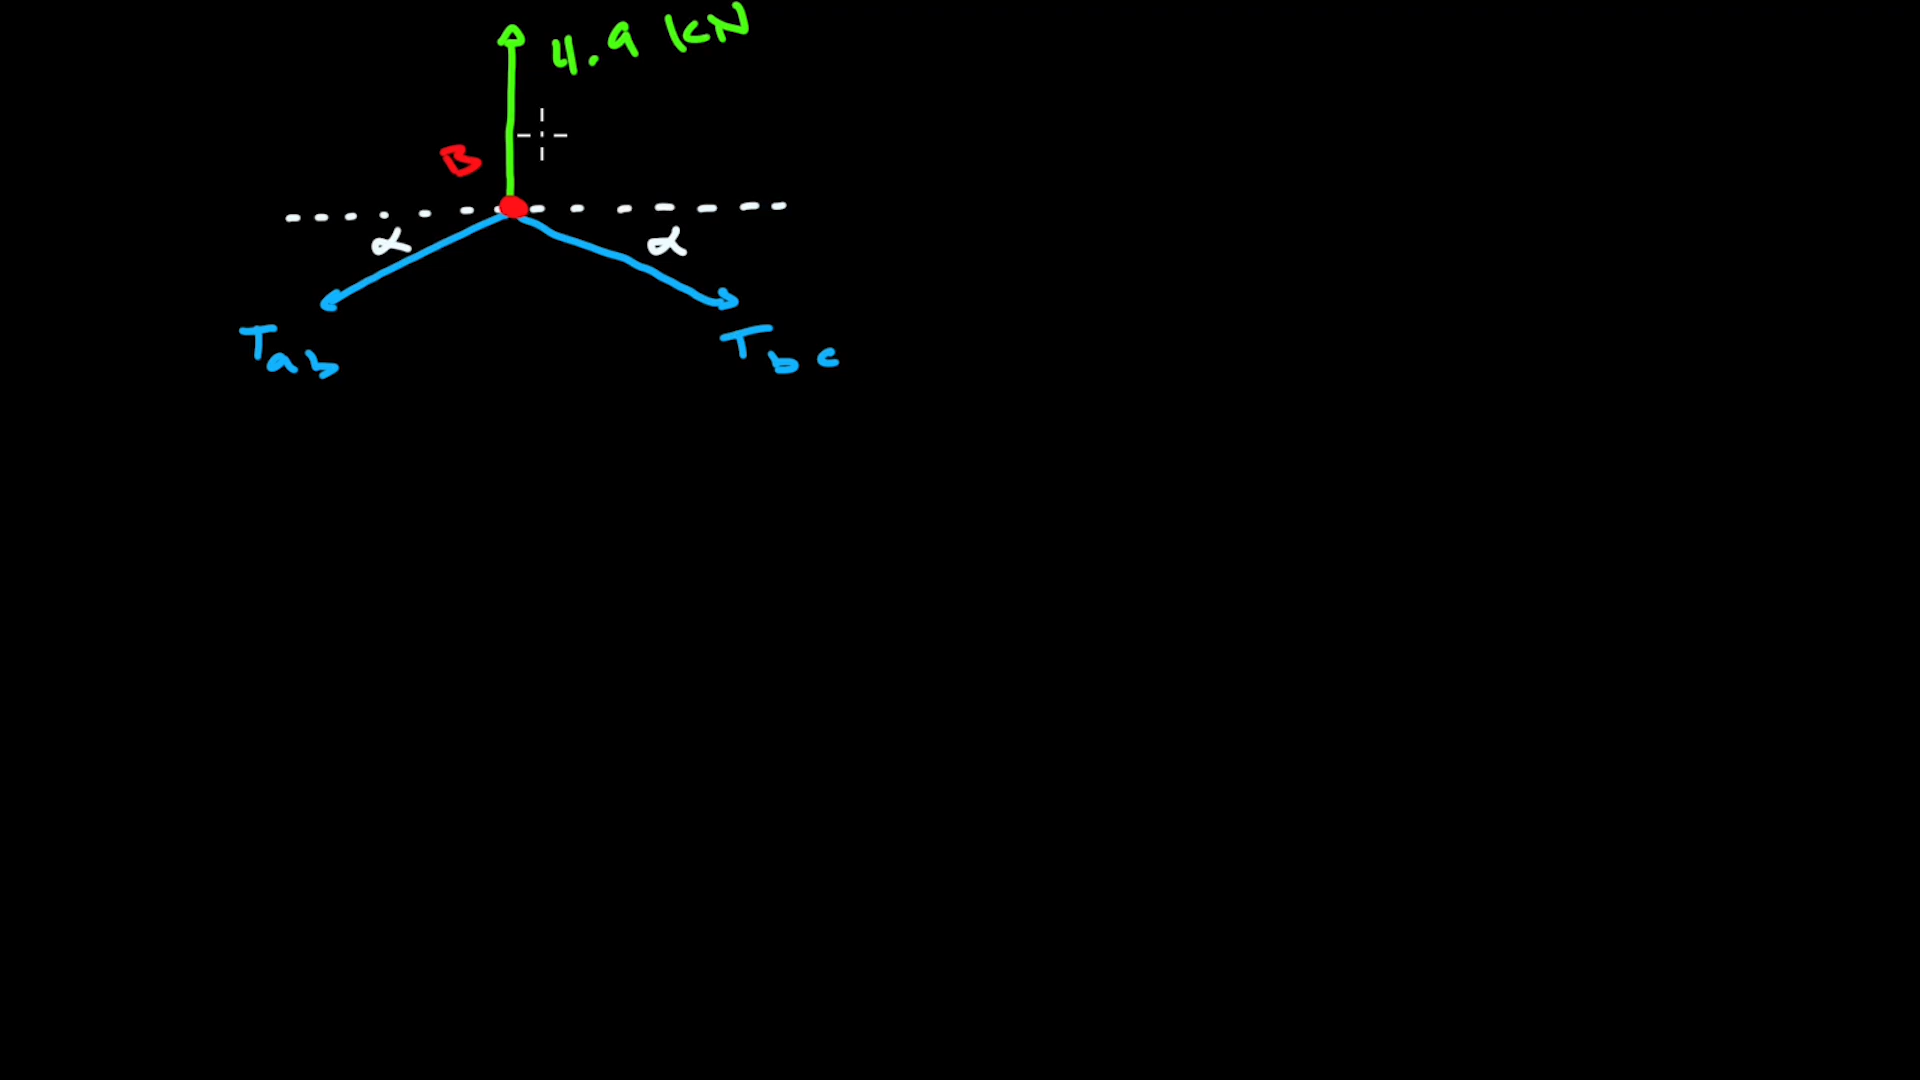 4.9 kN
B
α α
Tab Tbc